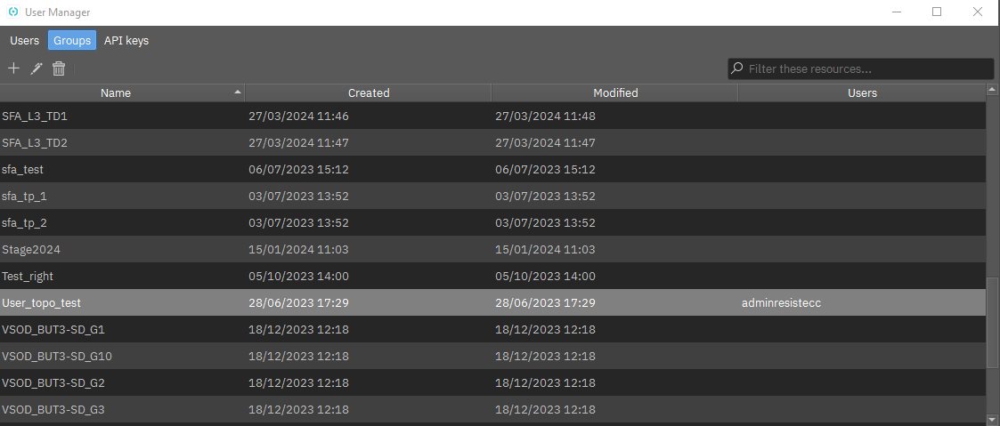 User Manager
Users Groups API keys
Filter these resources...
Name Created Modified Users
SFA_L3_TD1 27/03/2024 11:46 27/03/2024 11:48
SFA_L3_TD2 27/03/2024 11:47 27/03/2024 11:47
sfa_test 06/07/2023 15:12 06/07/2023 15:12
sfa_tp_1 03/07/2023 13:52 03/07/2023 13:52
sfa_tp_2 03/07/2023 13:52 03/07/2023 13:52
Stage2024 15/01/2024 11:03 15/01/2024 11:03
Test_right 05/10/2023 14:00 05/10/2023 14:00
User_topo_test 28/06/2023 17:29 28/06/2023 17:29 adminresistecc
VSOD_BUT3-SD_G1 18/12/2023 12:18 18/12/2023 12:18
VSOD_BUT3-SD_G10 18/12/2023 12:18 18/12/2023 12:18
VSOD_BUT3-SD_G2 18/12/2023 12:18 18/12/2023 12:18
VSOD_BUT3-SD_G3 18/12/2023 12:18 18/12/2023 12:18